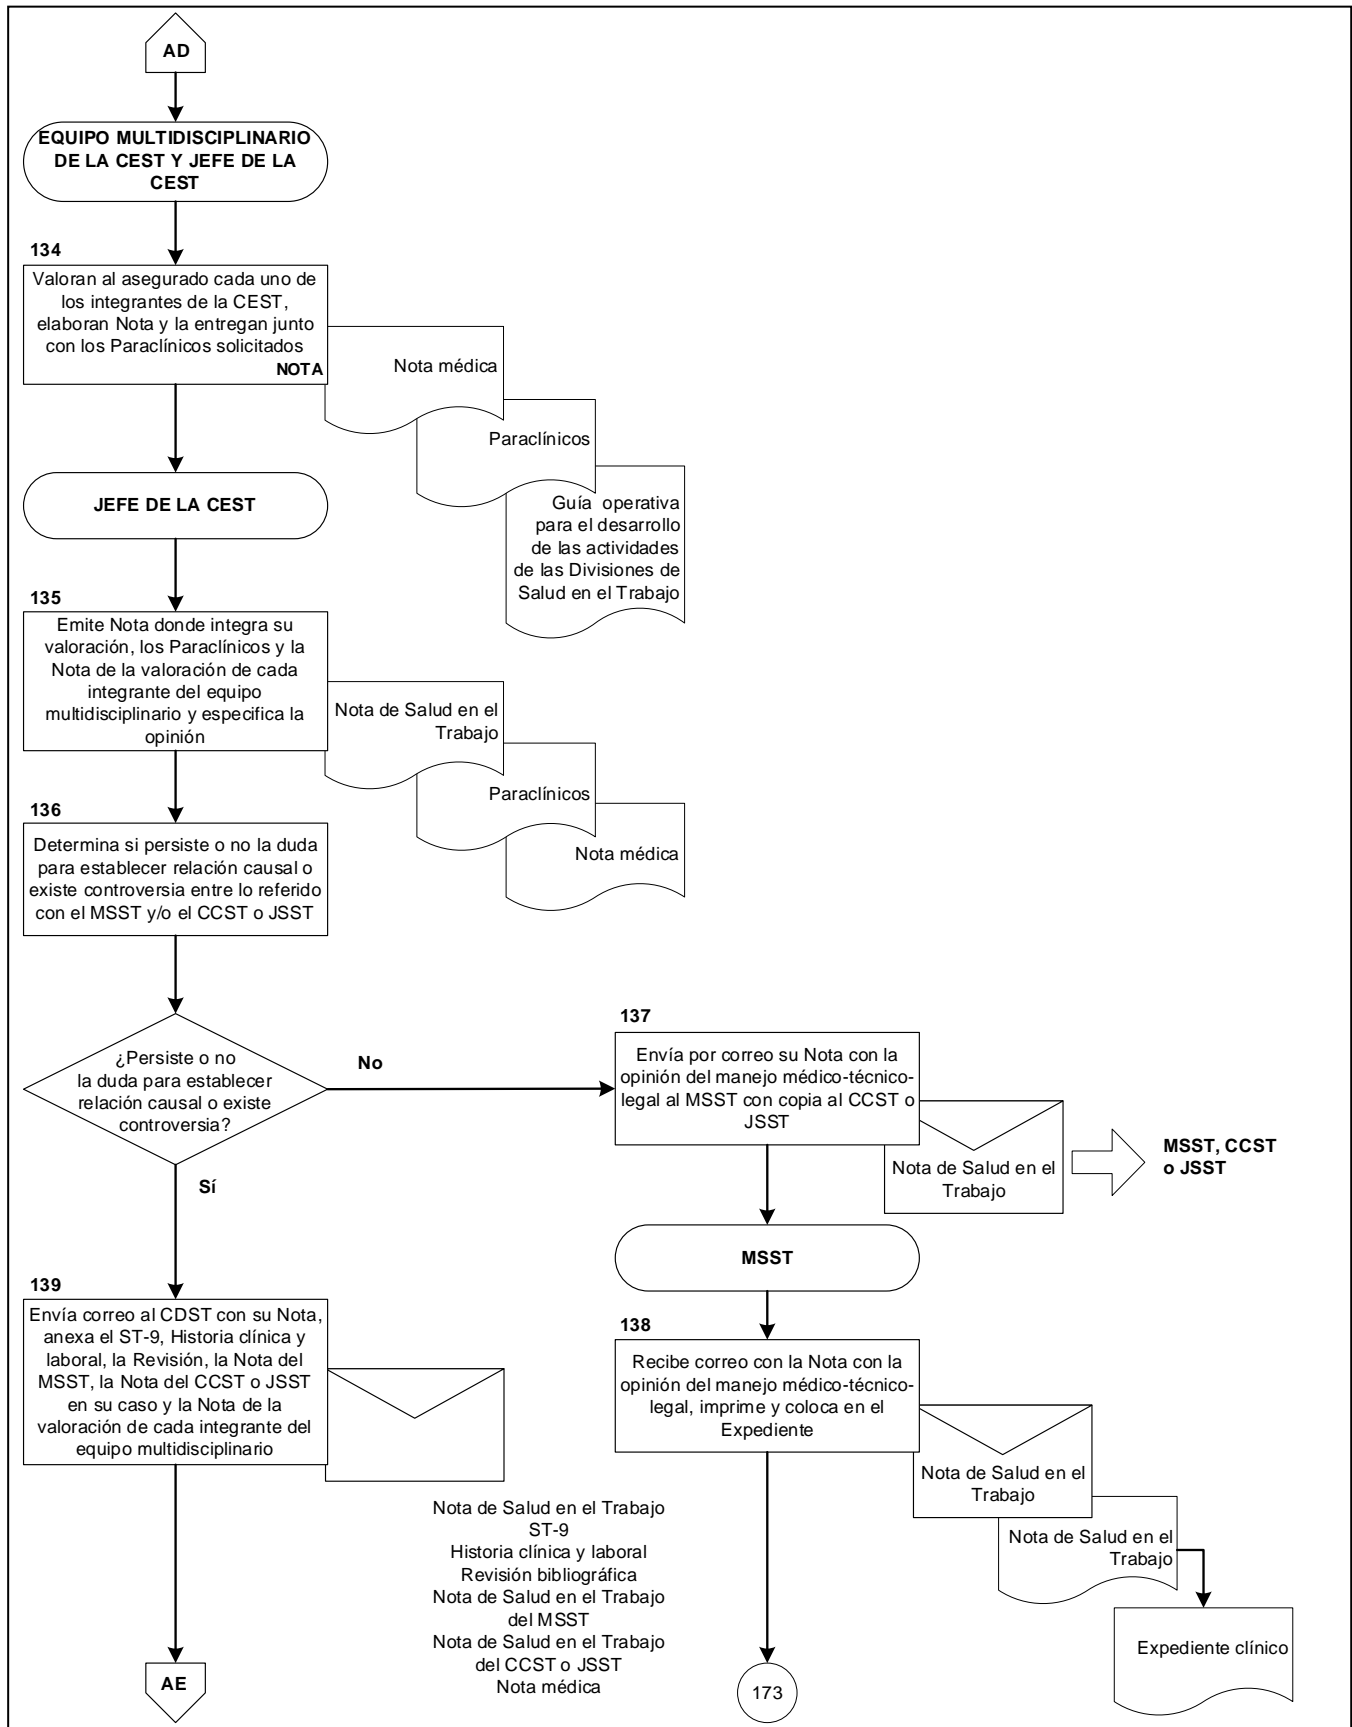 AD
EQUIPO MULTIDISCIPLINARIO
DE LA CEST Y JEFE DE LA
CEST
134
Valoran al asegurado cada uno de
los integrantes de la CEST,
elaboran Nota y la entregan junto
con los Paraclínicos solicitados
NOTA
Nota médica
Paraclínicos
Guía operativa
para el desarrollo
de las actividades
de las Divisiones de
Salud en el Trabajo
JEFE DE LA CEST
135
Emite Nota donde integra su
valoración, los Paraclínicos y la
Nota de la valoración de cada
integrante del equipo
multidisciplinario y especifica la
opinión
Nota de Salud en el
Trabajo
Paraclínicos
Nota médica
136
Determina si persiste o no la duda
para establecer relación causal o
existe controversia entre lo referido
con el MSST y/o el CCST o JSST
¿Persiste o no
la duda para establecer
relación causal o existe
controversia?
No
Sí
137
Envía por correo su Nota con la
opinión del manejo médico-técnico-
legal al MSST con copia al CCST o
JSST
Nota de Salud en el
Trabajo
MSST, CCST
o JSST
MSST
138
Recibe correo con la Nota con la
opinión del manejo médico-técnico-
legal, imprime y coloca en el
Expediente
Nota de Salud en el
Trabajo
Nota de Salud en el
Trabajo
Expediente clínico
173
139
Envía correo al CDST con su Nota,
anexa el ST-9, Historia clínica y
laboral, la Revisión, la Nota del
MSST, la Nota del CCST o JSST
en su caso y la Nota de la
valoración de cada integrante del
equipo multidisciplinario
Nota de Salud en el Trabajo
ST-9
Historia clínica y laboral
Revisión bibliográfica
Nota de Salud en el Trabajo
del MSST
Nota de Salud en el Trabajo
del CCST o JSST
Nota médica
AE